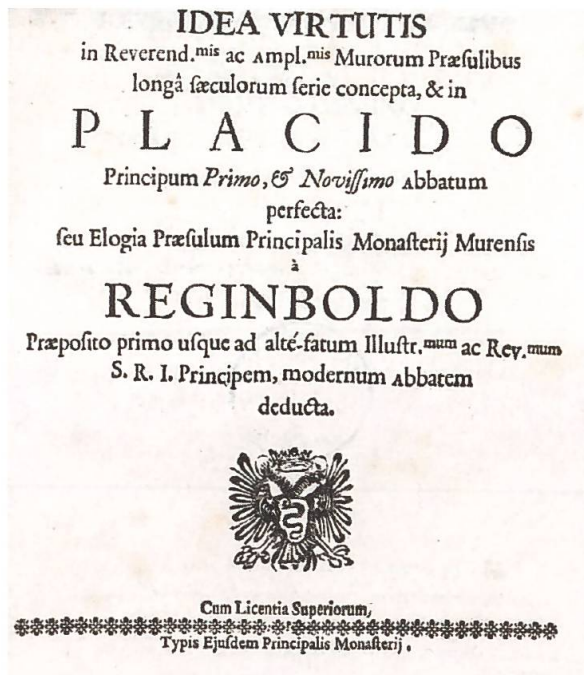 IDEA VIRTUTIS
in Reverend.mis ac Ampl.mis Murorum Præſulibus
longâ ſæculorum ſerie concepta, & in
PLACIDO
Principum Primo, & Noviſſimo Abbatum
perfecta:
ſeu Elogia Præſulum Principalis Monaſterij Murenſis
à
REGINBOLDO
Præpoſito primo uſque ad altè-fatum Illuſtr.mum ac Rev.mum
S. R. I. Principem, modernum Abbatem
deducta.
Cum Licentia Superiorum,
Typis Ejuſdem Principalis Monaſterij.